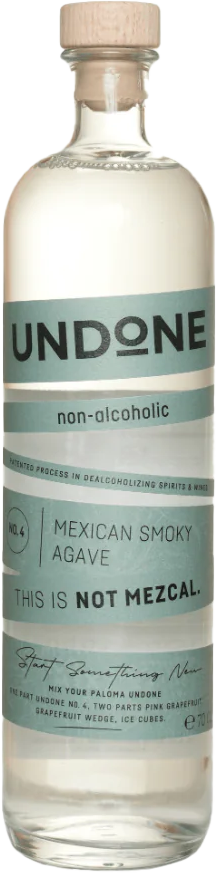 UNDONE
non-alcoholic
PATENTED PROCESS IN DEALCOHOLIZING SPIRITS & WINES
NO. 4
MEXICAN SMOKY
AGAVE
THIS IS NOT MEZCAL.
Start Something New
MIX YOUR PALOMA UNDONE
ONE PART UNDONE NO. 4, TWO PARTS PINK GRAPEFRUIT,
GRAPEFRUIT WEDGE, ICE CUBES.
℮ 70